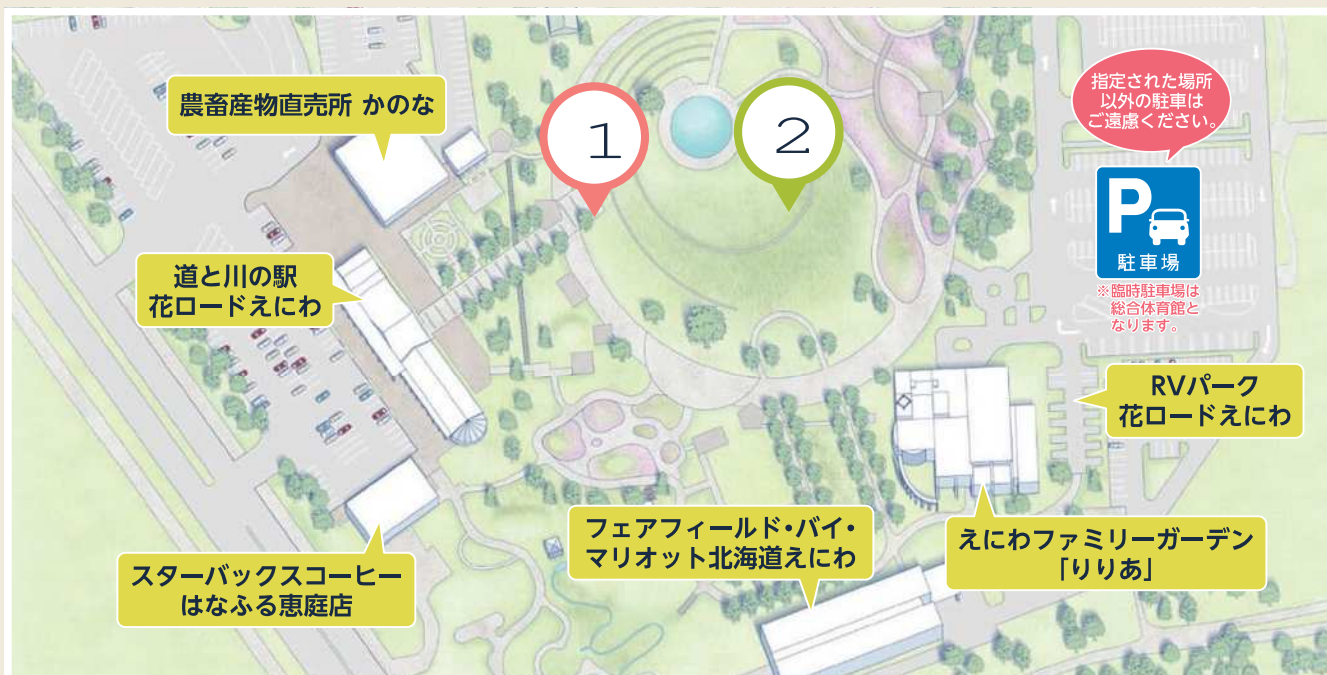 農畜産物直売所 かのな
1
2
指定された場所
以外の駐車は
ご遠慮ください。
P
駐車場
※臨時駐車場は
総合体育館と
なります。
道と川の駅
花ロードえにわ
RVパーク
花ロードえにわ
フェアフィールド・バイ・
マリオット北海道えにわ
えにわファミリーガーデン
「りりあ」
スターバックスコーヒー
はなふる恵庭店